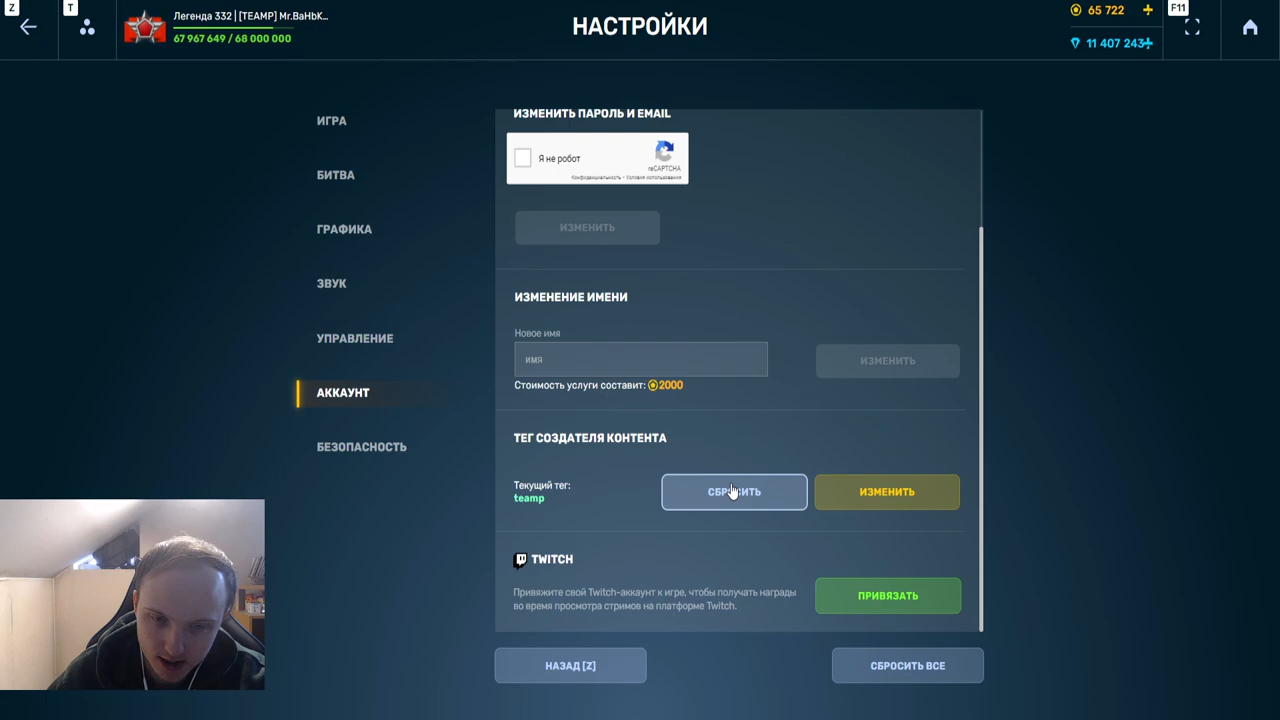 Z
T
Легенда 332 | [TEAMP] Mr.BaHbK...
67 967 649 / 68 000 000
НАСТРОЙКИ
65 722
11 407 243
F11
ИГРА
БИТВА
ГРАФИКА
ЗВУК
УПРАВЛЕНИЕ
АККАУНТ
БЕЗОПАСНОСТЬ
ИЗМЕНИТЬ ПАРОЛЬ И EMAIL
Я не робот
reCAPTCHA
Конфиденциальность • Условия использования
ИЗМЕНИТЬ
ИЗМЕНЕНИЕ ИМЕНИ
Новое имя
имя
ИЗМЕНИТЬ
Стоимость услуги составит: 2000
ТЕГ СОЗДАТЕЛЯ КОНТЕНТА
Текущий тег:
teamp
СБРОСИТЬ
ИЗМЕНИТЬ
TWITCH
Привяжите свой Twitch-аккаунт к игре, чтобы получать награды
во время просмотра стримов на платформе Twitch.
ПРИВЯЗАТЬ
НАЗАД [Z]
СБРОСИТЬ ВСЕ